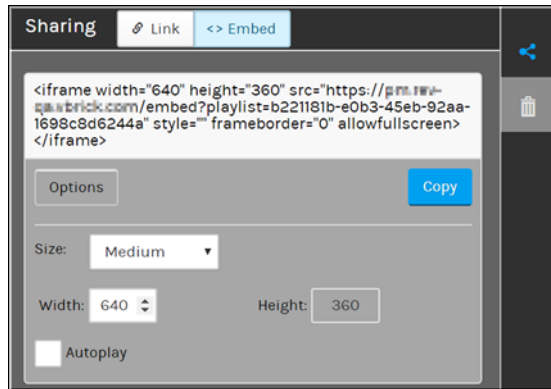 Sharing
Link
<> Embed
<iframe width="640" height="360" src="https://
.com/embed?playlist=b221181b-e0b3-45eb-92aa-
1698c8d6244a" style="" frameborder="0" allowfullscreen>
</iframe>
Options
Copy
Size:
Medium
Width:
640
Height:
360
Autoplay